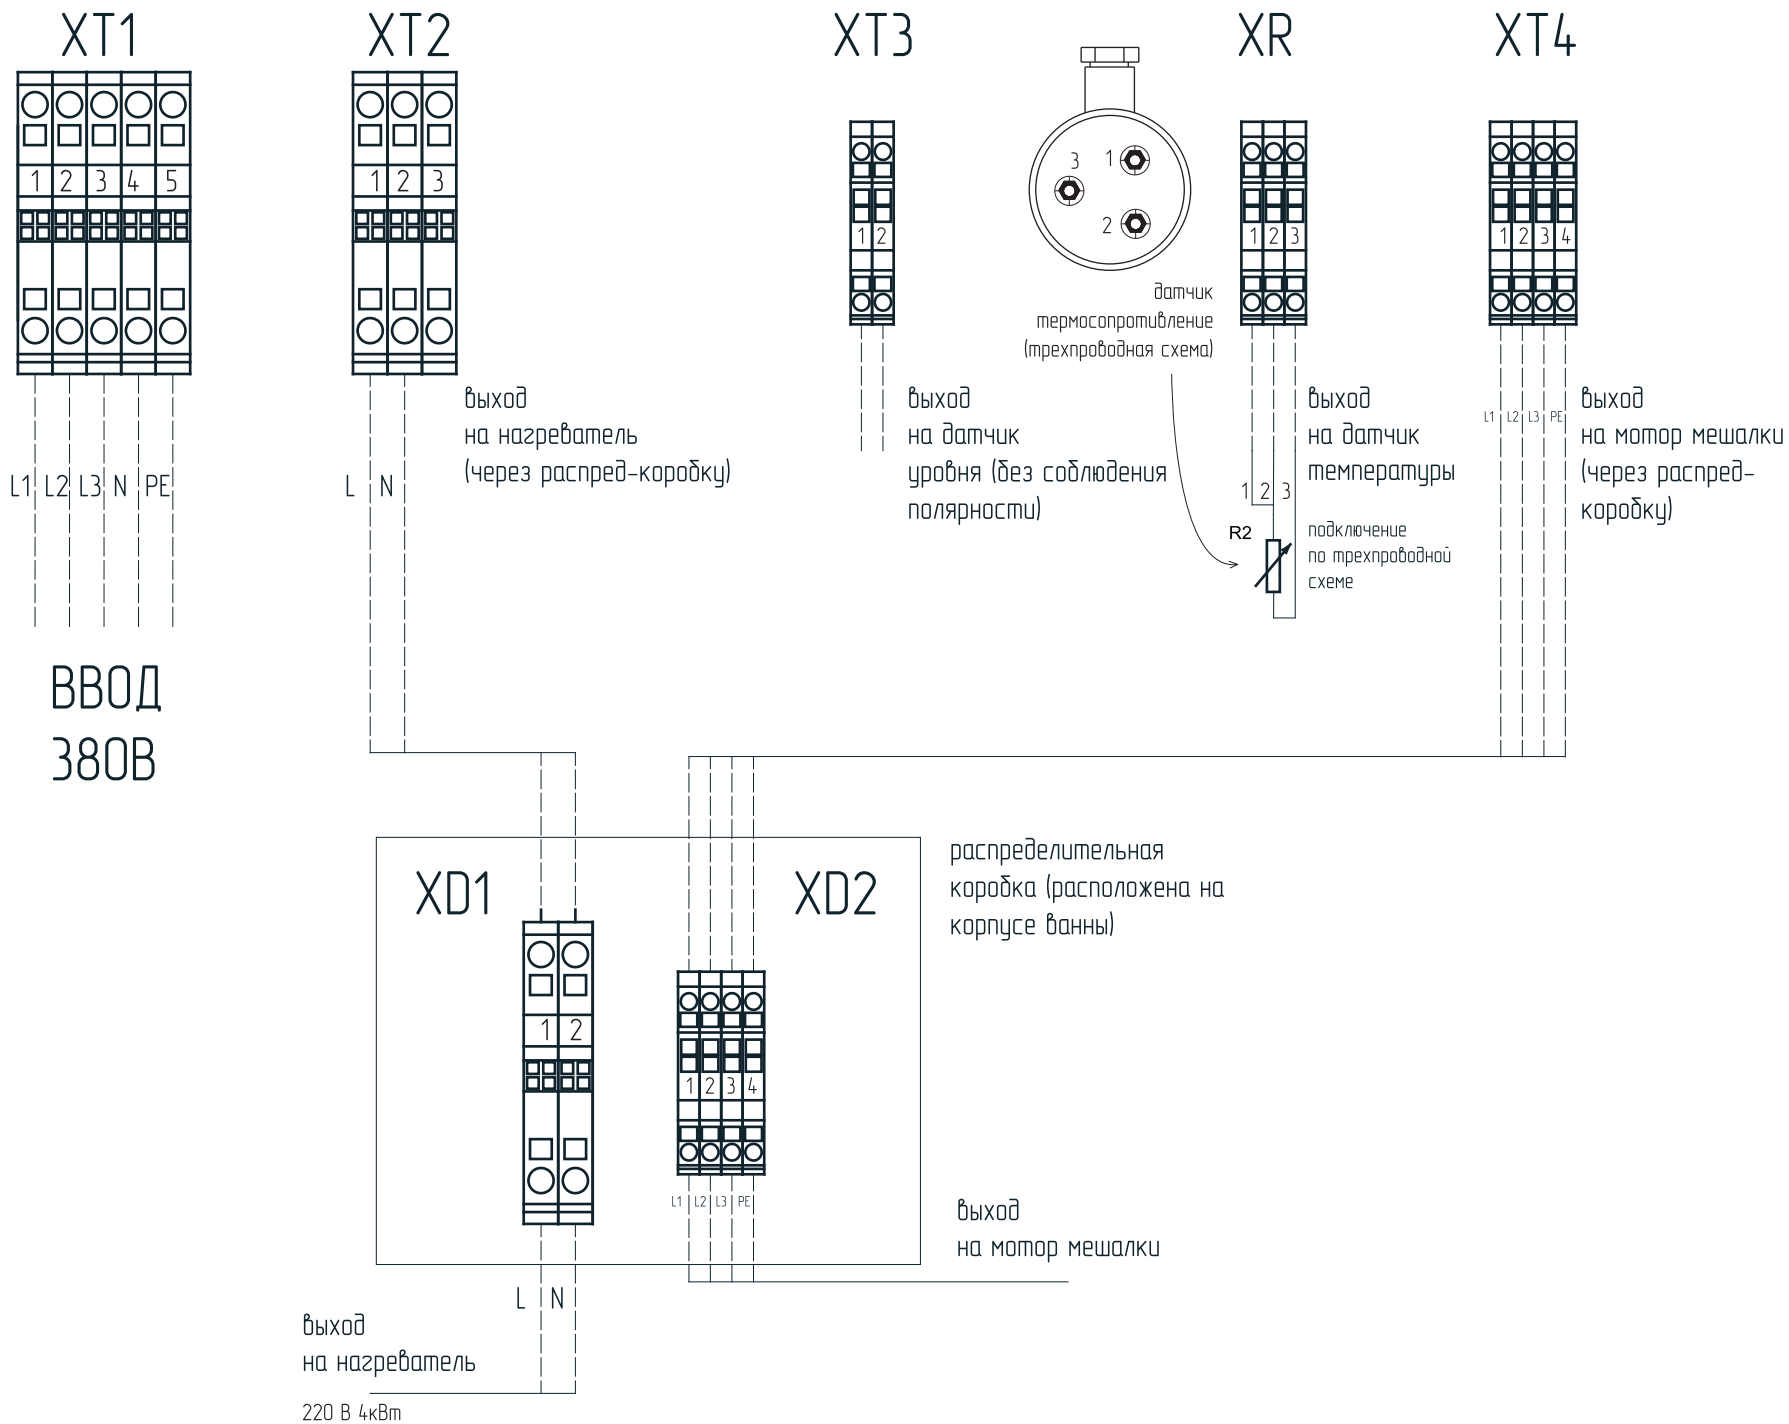 XT1
XT2
XT3
XR
XT4
1 2 3 4 5
1 2 3
1 2
3 1
2
1 2 3
1 2 3 4
датчик
термосопротивление
(трехпроводная схема)
L1 L2 L3 N PE
ВВОД
380В
L N
выход
на нагреватель
(через распред-коробку)
выход
на датчик
уровня (без соблюдения
полярности)
выход
на датчик
температуры
1 2 3
R2
подключение
по трехпроводной
схеме
L1 L2 L3 PE
выход
на мотор мешалки
(через распред-
коробку)
распределительная
коробка (расположена на
корпусе ванны)
XD1
XD2
1 2
1 2 3 4
L1 L2 L3 PE
выход
на мотор мешалки
L N
выход
на нагреватель
220 В 4кВт